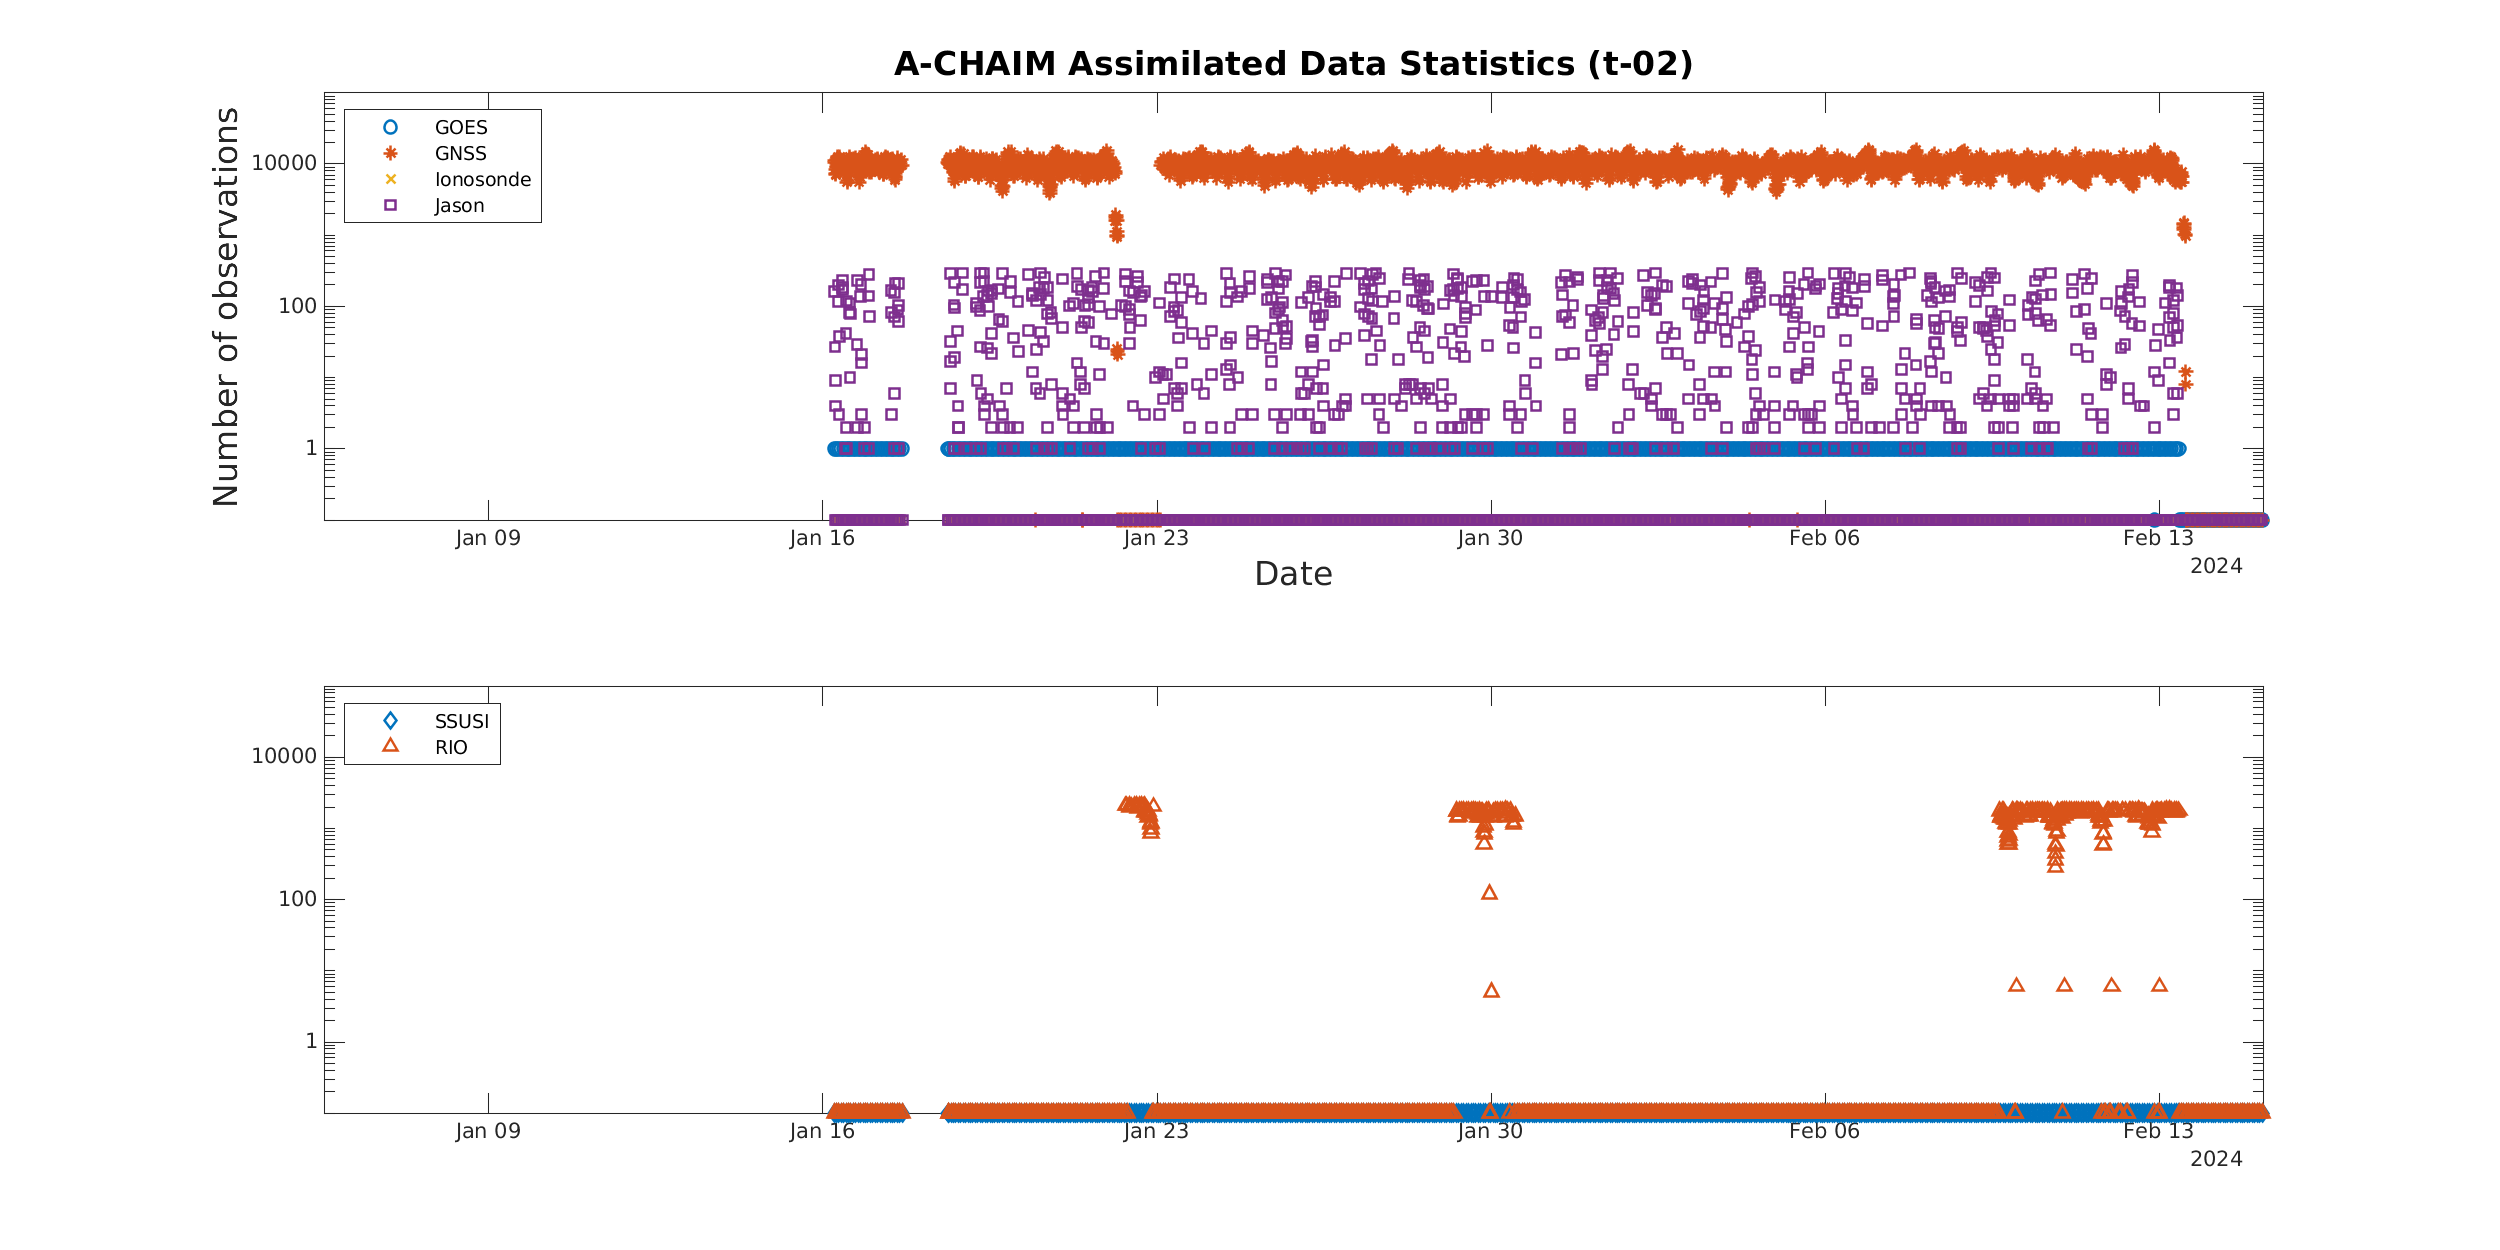 A-CHAIM Assimilated Data Statistics (t-02)
Number of observations
10000
100
1
GOES
GNSS
Ionosonde
Jason
Jan 09
Jan 16
Jan 23
Jan 30
Feb 06
Feb 13
2024
Date
10000
100
1
SSUSI
RIO
Jan 09
Jan 16
Jan 23
Jan 30
Feb 06
Feb 13
2024